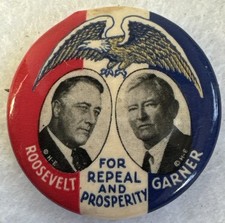 © H-E
© H-E
ROOSEVELT
FOR
REPEAL
AND
PROSPERITY
GARNER